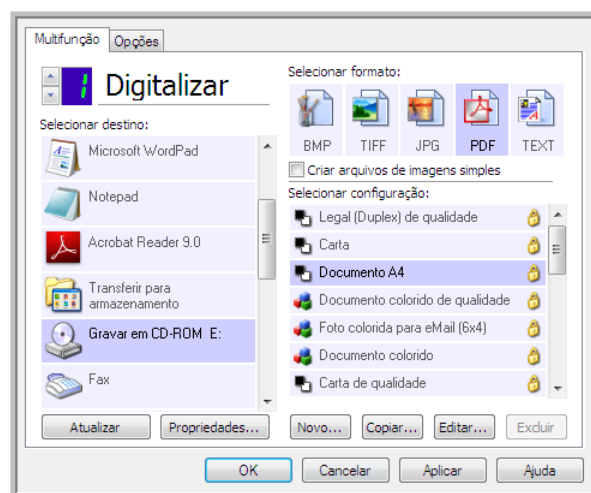 Multifunção
Opções
1
Digitalizar
Selecionar destino:
Microsoft WordPad
Notepad
Acrobat Reader 9.0
Transferir para
armazenamento
Gravar em CD-ROM E:
Fax
Atualizar
Propriedades...
Selecionar formato:
BMP
TIFF
JPG
PDF
TEXT
Criar arquivos de imagens simples
Selecionar configuração:
Legal (Duplex) de qualidade
Carta
Documento A4
Documento colorido de qualidade
Foto colorida para eMail (6x4)
Documento colorido
Carta de qualidade
Novo...
Copiar...
Editar...
Excluir
OK
Cancelar
Aplicar
Ajuda